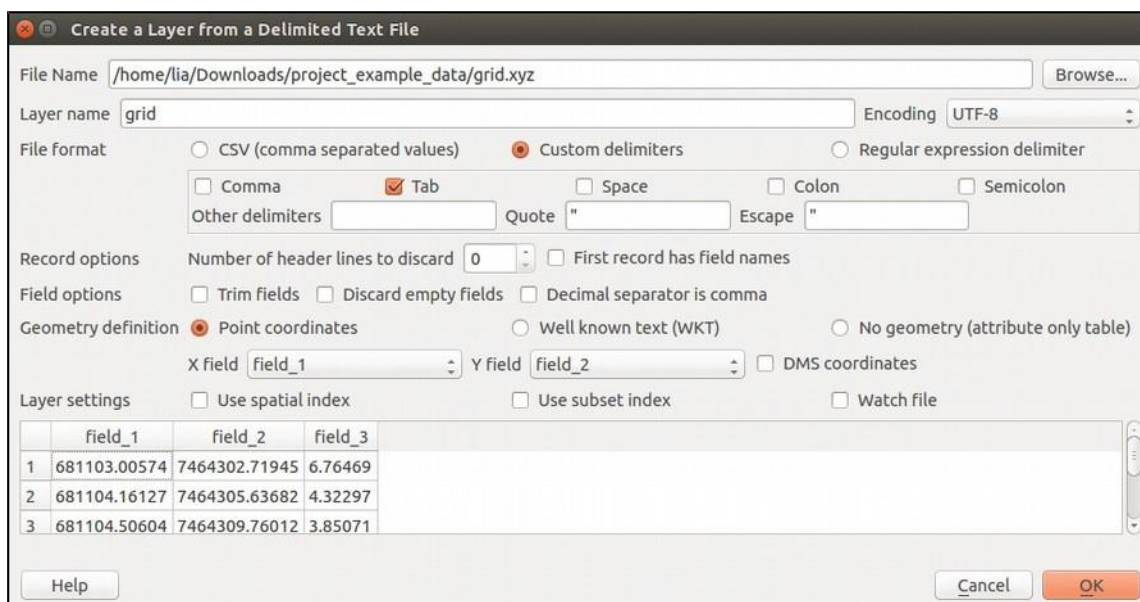 Create a Layer from a Delimited Text File
File Name /home/lia/Downloads/project_example_data/grid.xyz Browse...
Layer name grid Encoding UTF-8
File format CSV (comma separated values) Custom delimiters Regular expression delimiter
Comma Tab Space Colon Semicolon
Other delimiters Quote " Escape "
Record options Number of header lines to discard 0 First record has field names
Field options Trim fields Discard empty fields Decimal separator is comma
Geometry definition Point coordinates Well known text (WKT) No geometry (attribute only table)
X field field_1 Y field field_2 DMS coordinates
Layer settings Use spatial index Use subset index Watch file
field_1 field_2 field_3
1 681103.00574 7464302.71945 6.76469
2 681104.16127 7464305.63682 4.32297
3 681104.50604 7464309.76012 3.85071
Help Cancel OK